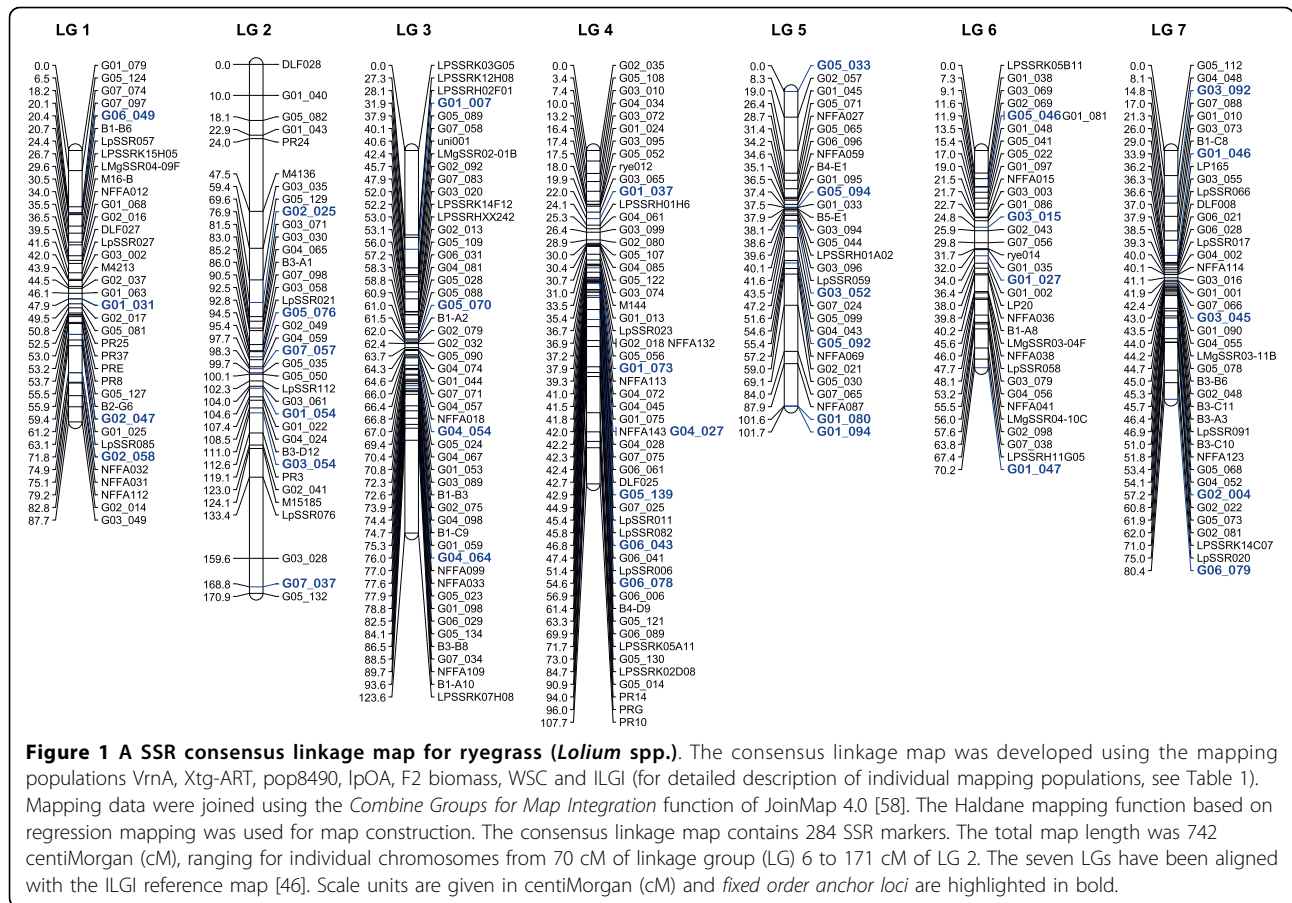 LG 1
0.0 G01_079
6.5 G05_124
18.2 G07_074
20.1 G07_097
20.4 G06_049
20.7 B1-B6
24.4 LpSSR057
26.7 LPSSRK15H05
29.6 LMgSSR04-09F
30.5 M16-B
34.0 NFFA012
35.5 G01_068
36.5 G02_016
39.5 DLF027
41.6 LpSSR027
42.0 G03_002
43.9 M4213
44.5 G02_037
46.1 G01_063
47.9 G01_031
49.5 G02_017
50.8 G05_081
52.5 PR25
53.0 PR37
53.2 PRE
53.7 PR8
55.5 G05_127
55.9 B2-G6
59.4 G02_047
61.2 G01_025
63.1 LpSSR085
71.8 G02_058
74.9 NFFA032
75.1 NFFA031
79.2 NFFA112
82.8 G02_014
87.7 G03_049
LG 2
0.0 DLF028
10.0 G01_040
18.1 G05_082
22.9 G01_043
24.0 PR24
47.5 M4136
59.4 G03_035
69.6 G05_129
76.9 G02_025
81.5 G03_071
83.0 G03_030
85.2 G04_065
86.0 B3-A1
90.5 G07_098
92.5 G03_058
92.8 LpSSR021
94.5 G05_076
95.4 G02_049
97.7 G04_059
98.3 G07_057
99.7 G05_035
100.1 G05_050
102.3 LpSSR112
104.0 G03_061
104.6 G01_054
107.4 G01_022
108.5 G04_024
111.0 B3-D12
112.6 G03_054
119.1 PR3
123.0 G02_041
124.1 M15185
133.4 LpSSR076
159.6 G03_028
168.8 G07_037
170.9 G05_132
LG 3
0.0 LPSSRK03G05
27.3 LPSSRK12H08
28.1 LPSSRH02F01
31.9 G01_007
37.9 G05_089
40.1 G07_058
40.6 uni001
42.4 LMgSSR02-01B
44.7 G02_092
47.9 G07_083
52.0 G03_020
52.2 LPSSRK14F12
53.0 LPSSRHXX242
53.1 G02_013
56.0 G05_109
57.2 G06_031
58.3 G04_081
59.5 G05_028
60.9 G05_088
61.0 G05_070
61.5 B1-A2
62.0 G02_079
62.4 G02_032
63.7 G05_090
64.3 G04_074
64.6 G01_044
66.0 G07_071
66.4 G04_057
66.8 NFFA018
67.0 G04_054
69.4 G05_024
70.4 G04_067
70.8 G01_053
72.3 G03_089
72.6 B1-B3
73.9 G02_075
74.4 G04_098
74.7 B1-C9
75.3 G01_059
76.0 G04_064
77.0 NFFA099
77.6 NFFA033
77.9 G05_023
78.8 G01_098
82.5 G06_029
84.1 G05_134
86.5 B3-B8
88.5 G07_034
89.7 NFFA109
93.6 B1-A10
123.6 LPSSRK07H08
LG 4
0.0 G02_035
3.4 G05_108
7.4 G03_010
9.4 G04_034
13.2 G03_072
16.4 G01_024
17.4 G03_095
17.5 G05_052
18.0 rye012
19.9 G03_065
22.0 G01_037
24.1 LPSSRH01H6
25.3 G04_061
26.4 G03_099
28.9 G02_080
30.0 G05_107
30.4 G04_085
30.7 G05_122
31.2 G03_074
33.5 M144
35.4 G01_013
36.7 LpSSR023
36.9 G02_018 NFFA132
37.2 G05_056
37.9 G01_073
39.3 NFFA113
40.6 G04_072
41.5 G04_045
41.8 G01_075
42.0 NFFA143 G04_027
42.2 G04_028
42.3 G07_075
42.4 G06_061
42.7 DLF025
42.9 G05_139
44.9 G07_025
45.4 LpSSR011
45.8 LpSSR082
46.8 G06_043
47.4 G06_041
51.4 LpSSR006
54.6 G06_078
56.9 G06_006
61.4 B4-D9
63.3 G05_121
69.9 G06_089
71.7 LPSSRK05A11
73.0 G05_130
84.7 LPSSRK02D08
90.9 G05_014
94.0 PR14
96.0 PRG
107.7 PR10
LG 5
0.0 G05_033
8.3 G02_057
19.0 G01_045
26.4 G05_071
28.7 NFFA027
31.4 G05_065
34.2 G06_096
34.6 NFFA059
35.1 B4-E1
36.5 G01_095
37.4 G05_094
37.5 G01_033
37.9 B5-E1
38.1 G03_094
38.6 G05_044
39.6 LPSSRH01A02
40.1 G03_096
41.6 LpSSR059
43.5 G03_052
47.2 G07_024
51.6 G05_099
54.6 G04_043
55.4 G05_092
57.2 NFFA069
59.1 G02_021
69.1 G05_030
84.0 G07_065
87.9 NFFA087
101.6 G01_080
101.7 G01_094
LG 6
0.0 LPSSRK05B11
7.3 G01_038
9.1 G03_069
11.6 G02_069
11.9 G05_046 G01_081
13.5 G01_048
15.4 G05_041
17.0 G05_022
19.0 G01_097
21.5 NFFA015
21.9 G03_003
22.7 G01_086
24.8 G03_015
25.9 G02_043
29.8 G07_056
31.7 rye014
32.0 G01_035
34.0 G01_027
36.4 G01_002
38.0 LP20
39.8 NFFA036
40.2 B1-A8
45.6 LMgSSR03-04F
46.0 NFFA038
47.7 LpSSR058
48.1 G03_079
53.2 G04_056
55.5 NFFA041
56.0 LMgSSR04-10C
57.6 G02_098
63.8 G07_038
67.4 LPSSRH11G05
70.2 G01_047
LG 7
0.0 G05_112
8.1 G04_048
14.8 G03_092
17.0 G07_088
21.3 G01_010
26.0 G03_073
29.0 B1-C8
33.9 G01_046
36.2 LP165
36.3 G03_055
36.6 LpSSR066
37.0 DLF008
37.9 G06_021
38.5 G06_028
39.3 LpSSR017
40.0 G04_002
40.1 NFFA114
41.1 G03_016
41.9 G01_001
42.2 G07_066
42.4 G03_045
43.0 G01_090
43.5 G04_055
44.2 LMgSSR03-11B
44.7 G05_078
45.0 B3-B6
45.2 G02_048
45.7 B3-C11
46.4 B3-A3
46.9 LpSSR091
49.3 B3-C10
51.8 NFFA123
53.4 G05_068
54.1 G04_052
57.2 G02_004
60.8 G02_022
61.9 G05_073
62.0 G02_081
71.0 LPSSRK14C07
75.0 LpSSR020
80.4 G06_079
Figure 1 A SSR consensus linkage map for ryegrass (Lolium spp.). The consensus linkage map was developed using the mapping
populations VrnA, Xtg-ART, pop8490, lpOA, F2 biomass, WSC and ILGI (for detailed description of individual mapping populations, see Table 1).
Mapping data were joined using the Combine Groups for Map Integration function of JoinMap 4.0 [58]. The Haldane mapping function based on
regression mapping was used for map construction. The consensus linkage map contains 284 SSR markers. The total map length was 742
centiMorgan (cM), ranging for individual chromosomes from 70 cM of linkage group (LG) 6 to 171 cM of LG 2. The seven LGs have been aligned
with the ILGI reference map [46]. Scale units are given in centiMorgan (cM) and fixed order anchor loci are highlighted in bold.